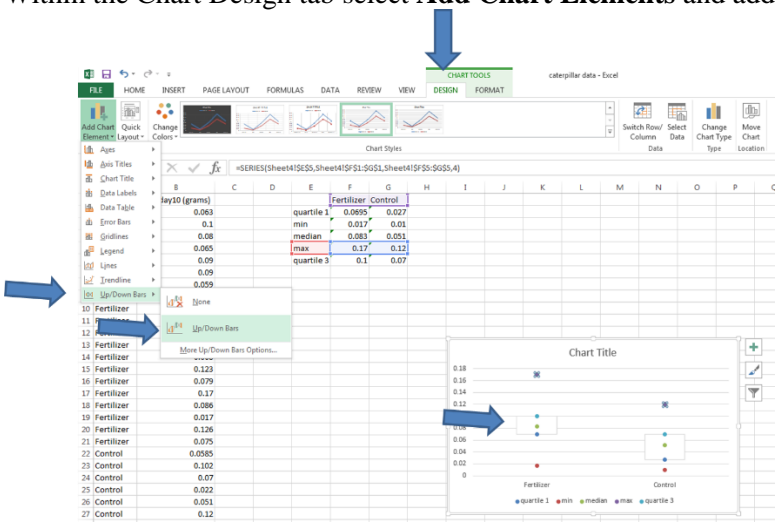 Within the Chart Design tab select Add Chart Elements and add
CHART TOOLS
caterpillar data - Excel
FILE HOME INSERT PAGE LAYOUT FORMULAS DATA REVIEW VIEW DESIGN FORMAT
Add Chart Element Quick Layout Change Colors
Switch Row/ Column Select Data Change Chart Type Move Chart
Chart Styles Data Type Location
fx =SERIES(Sheet4!$E$5,Sheet4!$F$1:$G$1,Sheet4!$F$5:$G$5,4)
Axes
Axis Titles
Chart Title
Data Labels
Data Table
Error Bars
Gridlines
Legend
Lines
Trendline
Up/Down Bars
None
Up/Down Bars
More Up/Down Bars Options...
B C D E F G H I J K L M N O P Q
day10 (grams) Fertilizer Control
0.063 quartile 1 0.0695 0.027
0.1 min 0.017 0.01
0.08 median 0.083 0.051
0.065 max 0.17 0.12
0.09 quartile 3 0.1 0.07
0.09
0.059
10 Fertilizer
11
12
13 Fertilizer
14 Fertilizer
15 Fertilizer 0.123
16 Fertilizer 0.079
17 Fertilizer 0.17
18 Fertilizer 0.086
19 Fertilizer 0.017
20 Fertilizer 0.126
21 Fertilizer 0.075
22 Control 0.0585
23 Control 0.102
24 Control 0.07
25 Control 0.022
26 Control 0.051
27 Control 0.12
Chart Title
0.18
0.16
0.14
0.12
0.08
0.06
0.04
0.02
0
Fertilizer Control
quartile 1 min median max quartile 3